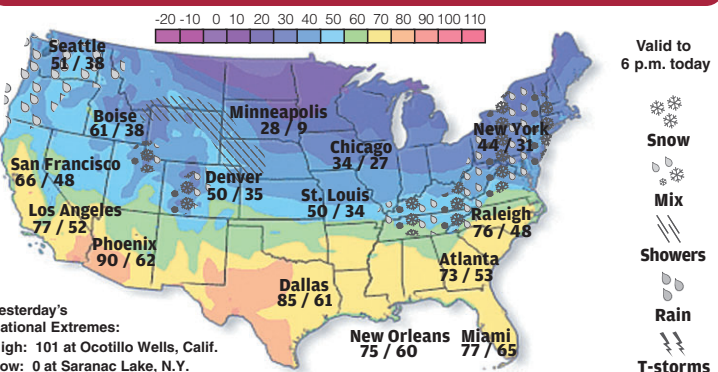 -20 -10 0 10 20 30 40 50 60 70 80 90 100 110
Valid to
6 p.m. today
Snow
Mix
Showers
Rain
T-storms
Seattle
51 / 38
Boise
61 / 38
Minneapolis
28 / 9
Chicago
34 / 27
New York
44 / 31
San Francisco
66 / 48
Denver
50 / 35
St. Louis
50 / 34
Los Angeles
77 / 52
Raleigh
76 / 48
Phoenix
90 / 62
Atlanta
73 / 53
Dallas
85 / 61
New Orleans
75 / 60
Miami
77 / 65
esterday's
ational Extremes:
igh: 101 at Ocotillo Wells, Calif.
ow: 0 at Saranac Lake, N.Y.